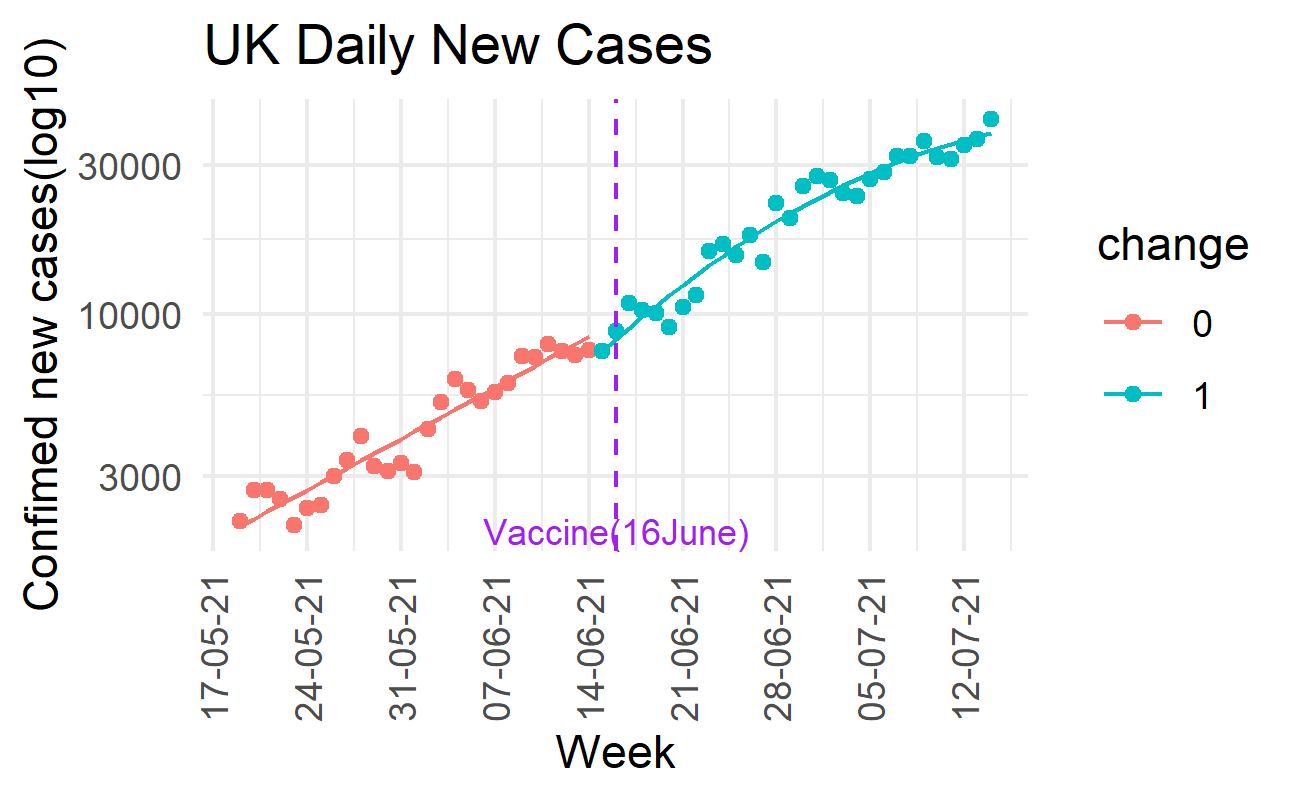 UK Daily New Cases
Confimed new cases(log10)
30000
10000
3000
Vaccine(16June)
17-05-21
24-05-21
31-05-21
07-06-21
14-06-21
21-06-21
28-06-21
05-07-21
12-07-21
Week
change
0
1